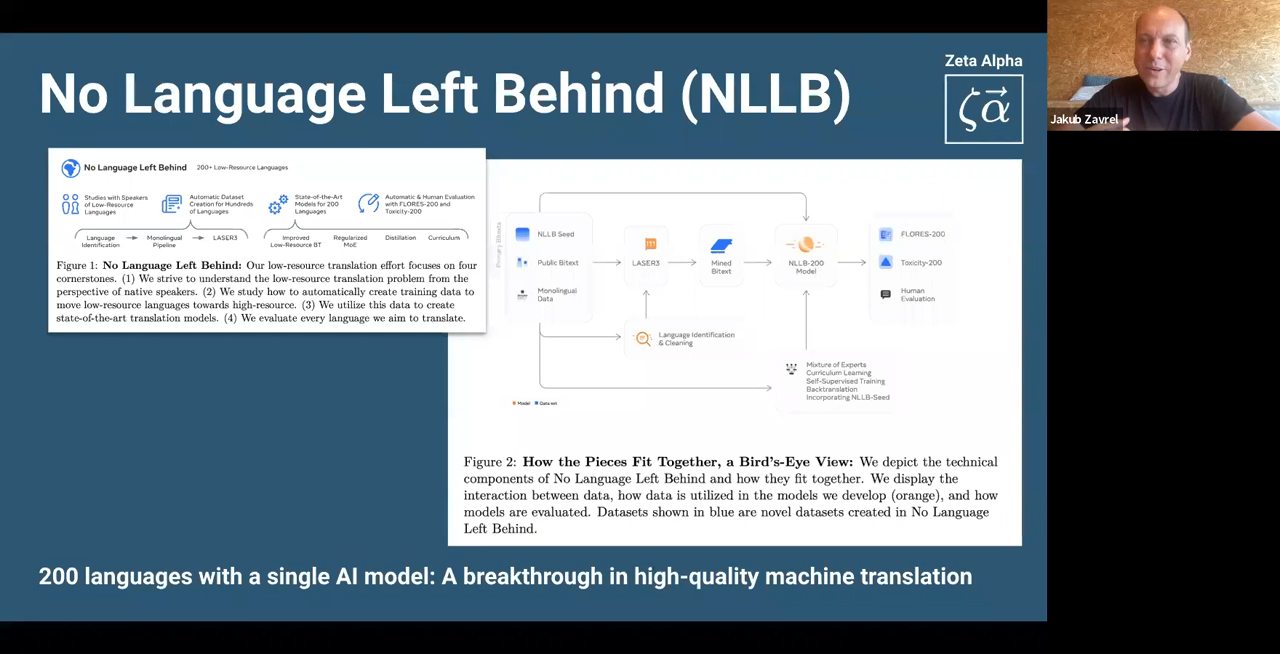 No Language Left Behind (NLLB)
Zeta Alpha
ζα
Jakub Zavrel
No Language Left Behind 200+ Low-Resource Languages
Studies with Speakers
of Low-Resource
Languages
Automatic Dataset
Creation for Hundreds
of Languages
State-of-the-Art
Models for 200
Languages
Automatic & Human Evaluation
with FLORES-200 and
Toxicity-200
Language
Identification
Monolingual
Pipeline
LASER3
Improved
Low-Resource BT
Regularized
MoE
Distillation
Curriculum
Figure 1: No Language Left Behind: Our low-resource translation effort focuses on four
cornerstones. (1) We strive to understand the low-resource translation problem from the
perspective of native speakers. (2) We study how to automatically create training data to
move low-resource languages towards high-resource. (3) We utilize this data to create
state-of-the-art translation models. (4) We evaluate every language we aim to translate.
Primary Bitexts
NLLB Seed
Public Bitext
Monolingual
Data
LASER3
Mined
Bitext
NLLB-200
Model
FLORES-200
Toxicity-200
Human
Evaluation
Language Identification
& Cleaning
Mixture of Experts
Curriculum Learning
Self-Supervised Training
Backtranslation
Incorporating NLLB-Seed
Model Dataset
Figure 2: How the Pieces Fit Together, a Bird's-Eye View: We depict the technical
components of No Language Left Behind and how they fit together. We display the
interaction between data, how data is utilized in the models we develop (orange), and how
models are evaluated. Datasets shown in blue are novel datasets created in No Language
Left Behind.
200 languages with a single AI model: A breakthrough in high-quality machine translation